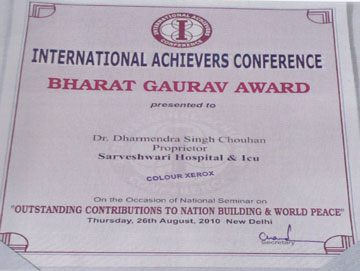 INTERNATIONAL ACHIEVERS
I
CONFERENCE
INTERNATIONAL ACHIEVERS CONFERENCE
BHARAT GAURAV AWARD
presented to
Dr. Dharmendra Singh Chouhan
Proprietor
Sarveshwari Hospital & Icu
COLOUR XEROX
On the Occasion of National Seminar on
"OUTSTANDING CONTRIBUTIONS TO NATION BUILDING & WORLD PEACE"
Thursday, 26th August, 2010 New Delhi
Secretary